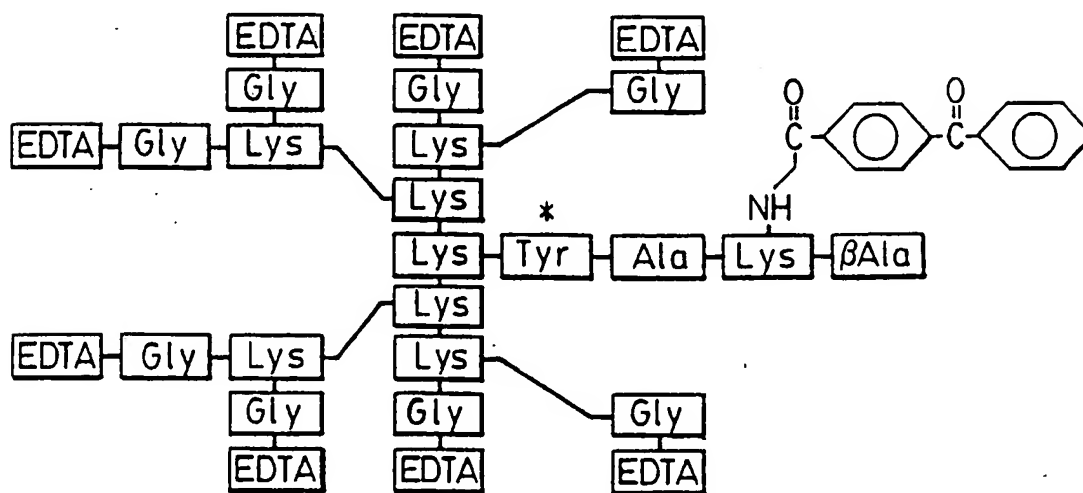 EDTA EDTA EDTA
Gly Gly Gly
O O
EDTA Gly Lys Lys C C
Lys NH
*
Lys Tyr Ala Lys βAla
Lys
EDTA Gly Lys Lys
Gly Gly Gly
EDTA EDTA EDTA